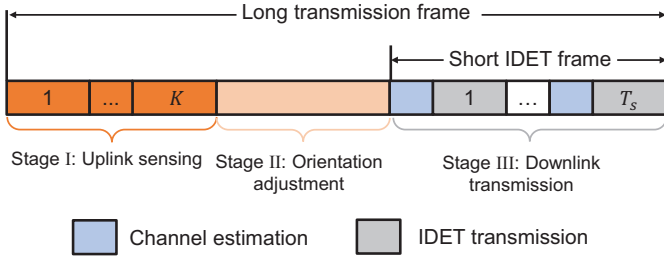 Long transmission frame
Short IDET frame
1 ... K 1 ... Tₛ
Stage I: Uplink sensing
Stage II: Orientation
adjustment
Stage III: Downlink
transmission
Channel estimation
IDET transmission